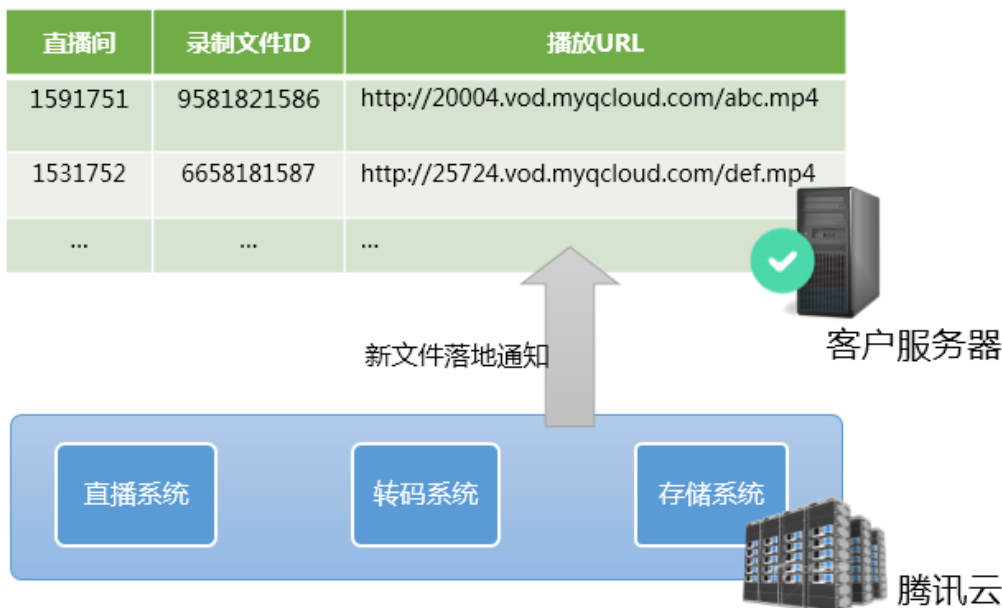 直播间 录制文件ID 播放URL
1591751 9581821586 http://20004.vod.myqcloud.com/abc.mp4
1531752 6658181587 http://25724.vod.myqcloud.com/def.mp4
... ... ...
客户服务器
新文件落地通知
直播系统 转码系统 存储系统
腾讯云